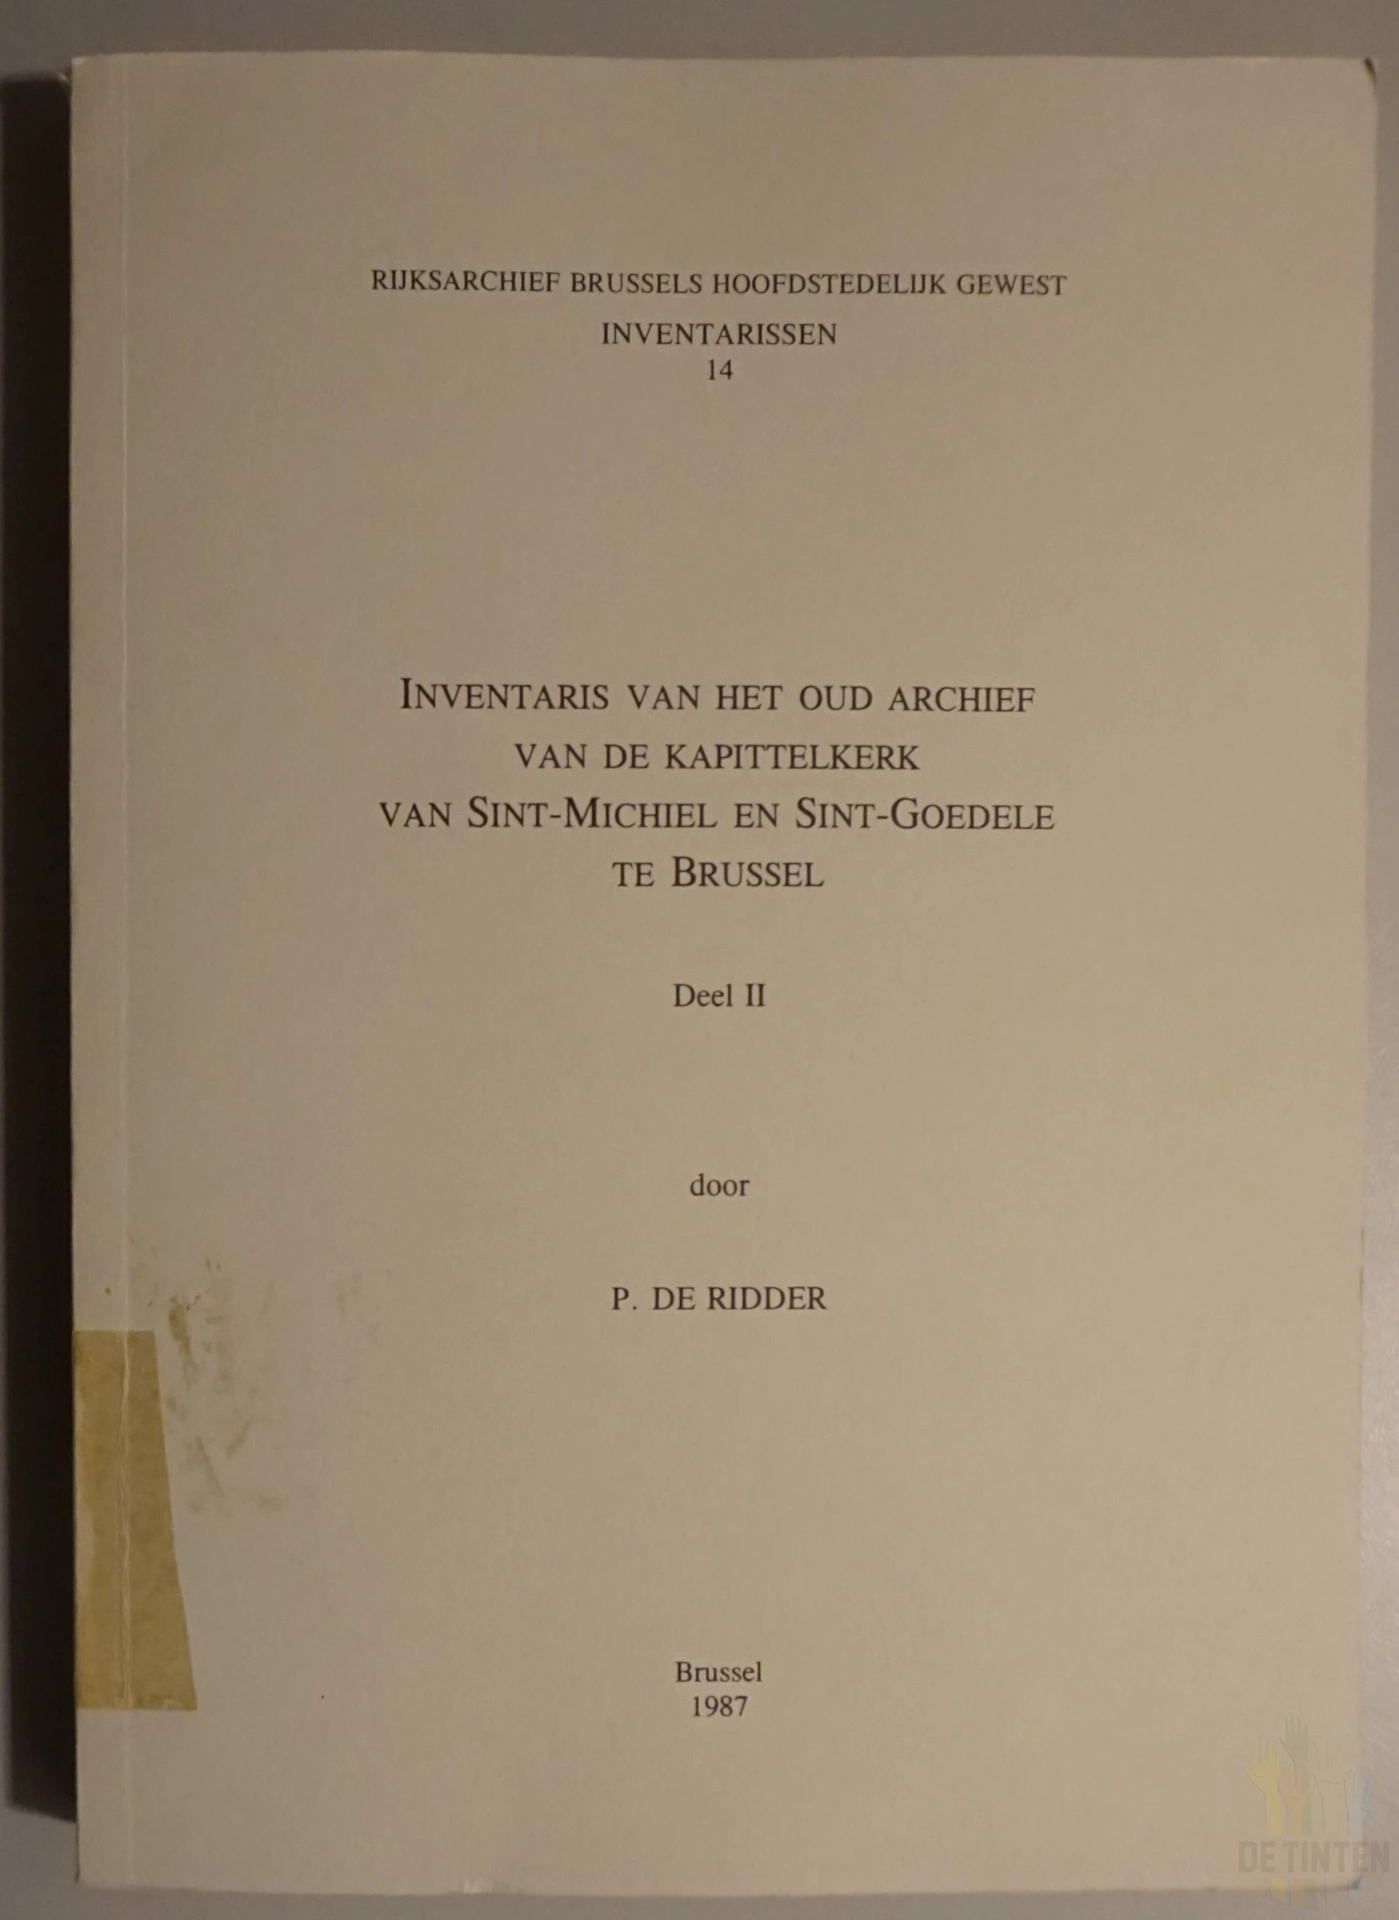 RIJKSARCHIEF BRUSSELS HOOFDSTEDELIJK GEWEST
INVENTARISSEN
14
INVENTARIS VAN HET OUD ARCHIEF
VAN DE KAPITTELKERK
VAN SINT-MICHIEL EN SINT-GOEDELE
TE BRUSSEL
Deel II
door
P. DE RIDDER
Brussel
1987
DE TINTEN